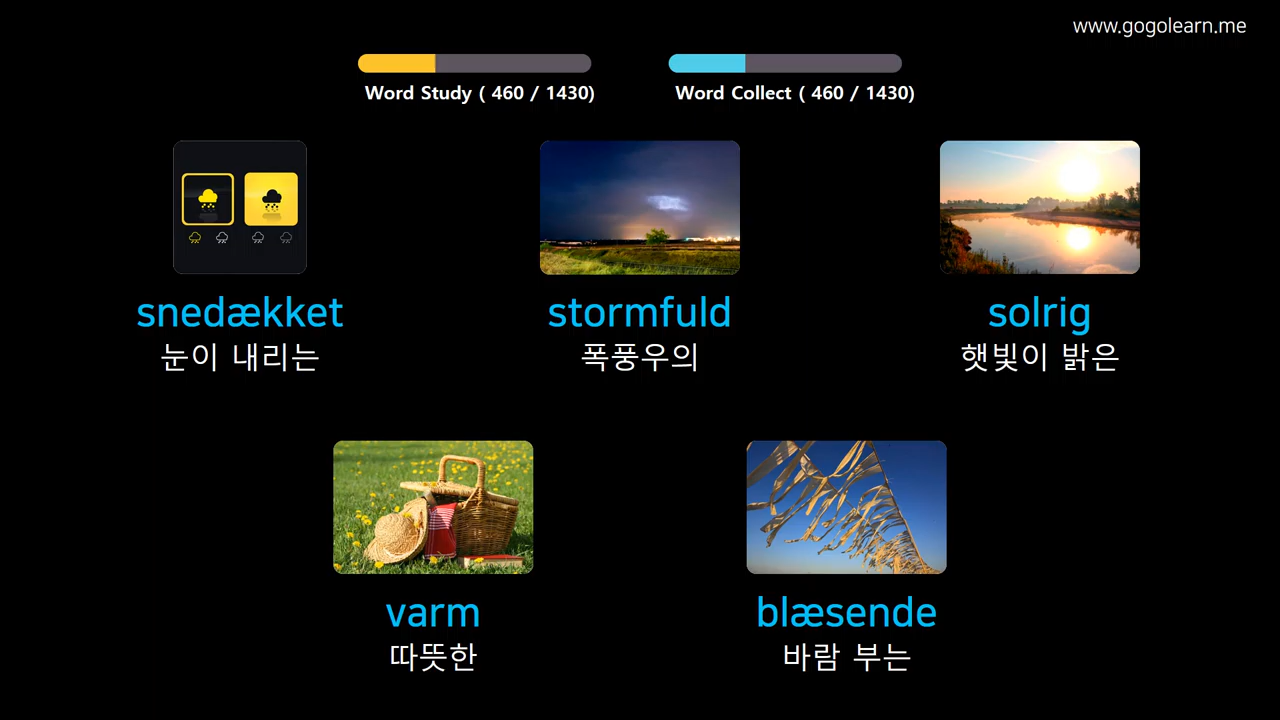 www.gogolearn.me
Word Study ( 460 / 1430)
Word Collect ( 460 / 1430)
snedækket
눈이 내리는
stormfuld
폭풍우의
solrig
햇빛이 밝은
varm
따뜻한
blæsende
바람 부는